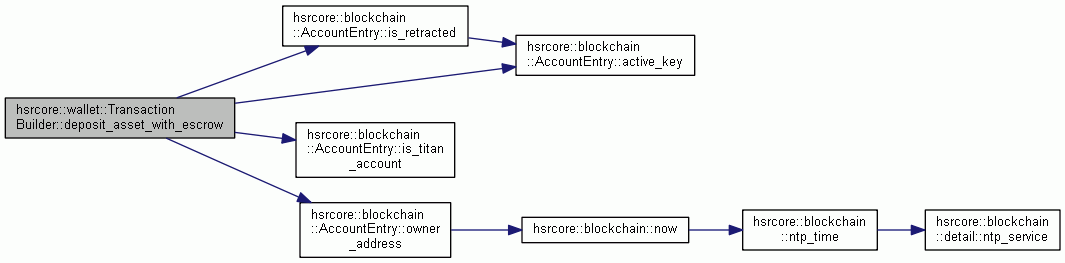 hsrcore::blockchain
::AccountEntry::is_retracted
hsrcore::blockchain
::AccountEntry::active_key
hsrcore::wallet::Transaction
Builder::deposit_asset_with_escrow
hsrcore::blockchain
::AccountEntry::is_titan
_account
hsrcore::blockchain
::AccountEntry::owner
_address
hsrcore::blockchain::now
hsrcore::blockchain
::ntp_time
hsrcore::blockchain
::detail::ntp_service